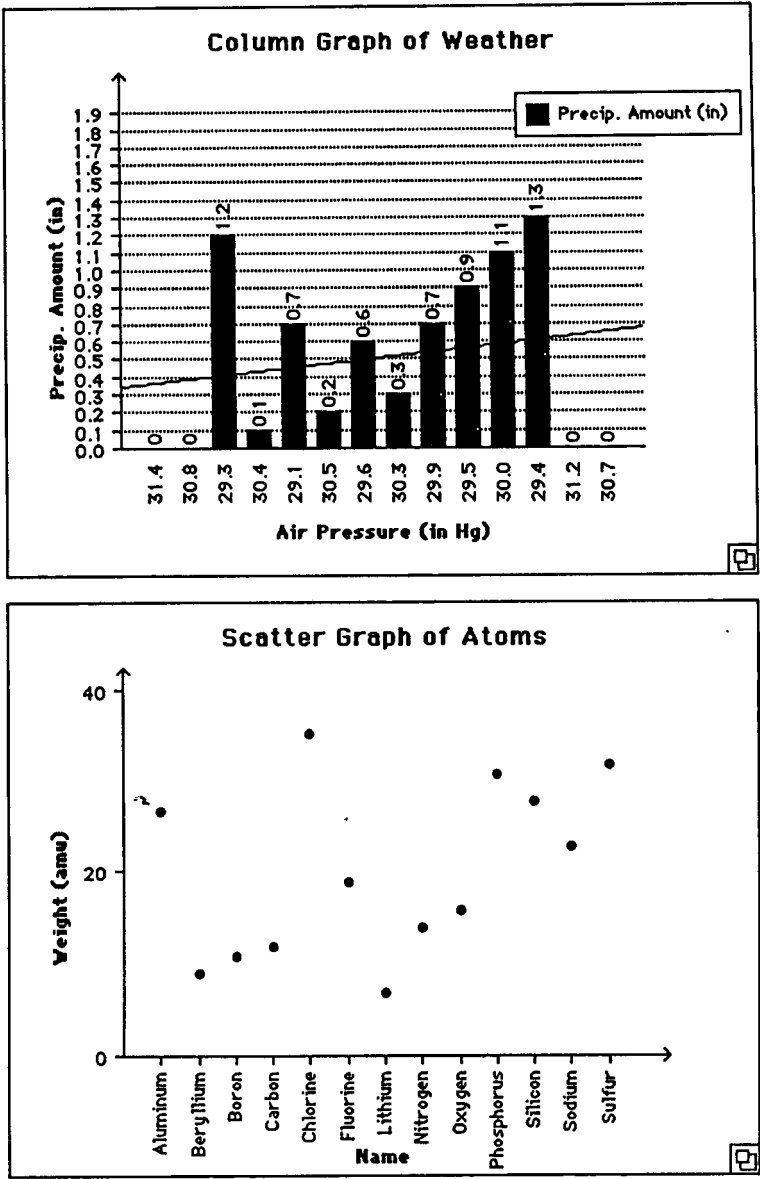 Column Graph of Weather
Precip. Amount (in)
Precip. Amount (in)
1.9
1.8
1.7
1.6
1.5
1.4
1.3
1.2
1.1
1.0
0.9
0.8
0.7
0.6
0.5
0.4
0.3
0.2
0.1
0.0
0 0 1.2 0.1 0.7 0.2 0.6 0.3 0.7 0.9 1.1 1.3 0 0
31.4 30.8 29.3 30.4 29.1 30.5 29.6 30.3 29.9 29.5 30.0 29.4 31.2 30.7
Air Pressure (in Hg)
Scatter Graph of Atoms
Weight (amu)
40
20
0
Aluminum Beryllium Boron Carbon Chlorine Fluorine Lithium Nitrogen Oxygen Phosphorus Silicon Sodium Sulfur
Name